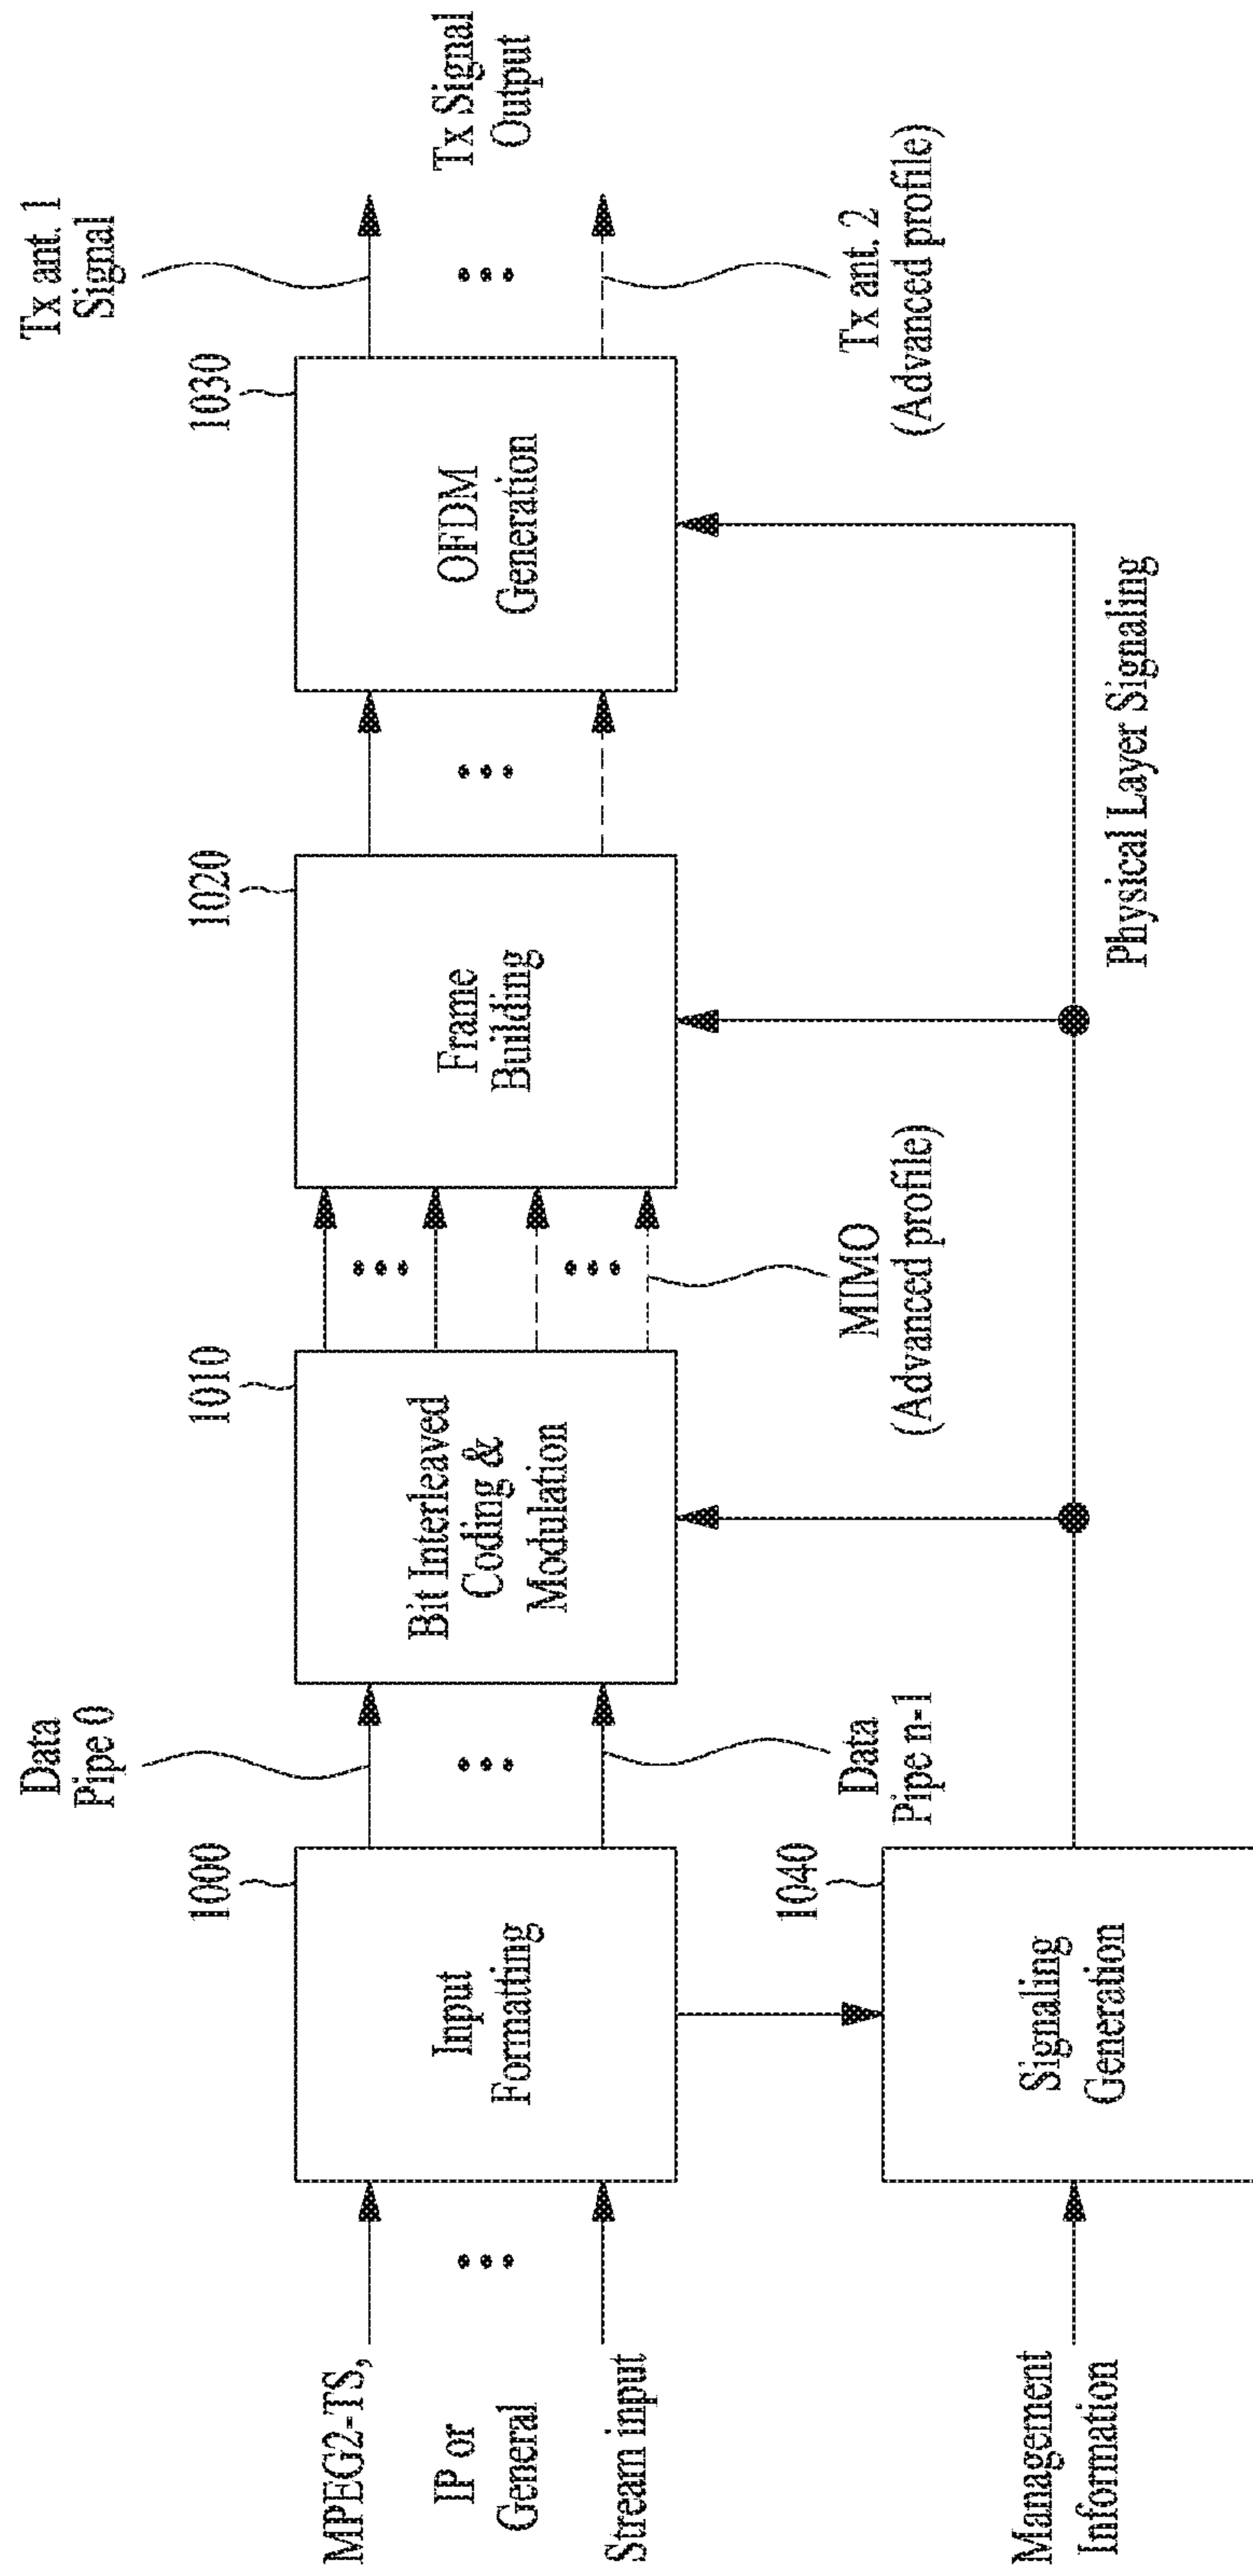 Tx ant. 1
Signal
Tx Signal
Output
Tx ant. 2
(Advanced profile)
1030
OFDM
Generation
1020
Frame
Building
Physical Layer Signaling
MIMO
(Advanced profile)
1010
Bit Interleaved
Coding &
Modulation
Data
Pipe 0
Data
Pipe n-1
1000
Input
Formatting
1040
Signaling
Generation
MPEG2-TS,
IP or
General
Stream input
Management
Information